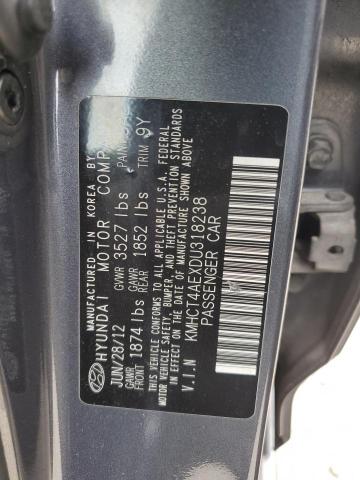 MANUFACTURED IN KOREA BY
HYUNDAI MOTOR COMP
JUN/28/12 GVWR 3527 lbs PAINT
GAWR FRONT 1874 lbs GAWR REAR 1852 lbs TRIM 9Y
THIS VEHICLE CONFORMS TO ALL APPLICABLE U.S.A. FEDERAL
MOTOR VEHICLE SAFETY, BUMPER, AND THEFT PREVENTION STANDARDS
IN EFFECT ON THE DATE OF MANUFACTURE SHOWN ABOVE
V.I.N KMHCT4AEXDU318238
PASSENGER CAR